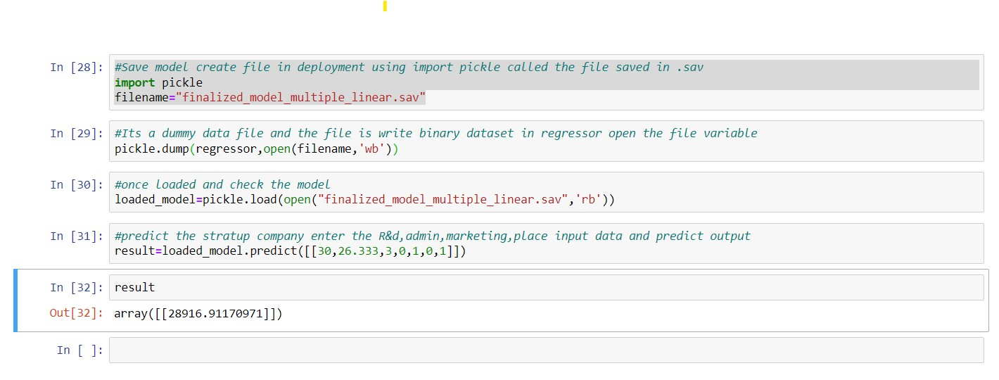 In [28]: #Save model create file in deployment using import pickle called the file saved in .sav
import pickle
filename="finalized_model_multiple_linear.sav"
In [29]: #Its a dummy data file and the file is write binary dataset in regressor open the file variable
pickle.dump(regressor,open(filename,'wb'))
In [30]: #once loaded and check the model
loaded_model=pickle.load(open("finalized_model_multiple_linear.sav",'rb'))
In [31]: #predict the stratup company enter the R&d,admin,marketing,place input data and predict output
result=loaded_model.predict([[30,26.333,3,0,1,0,1]])
In [32]: result
Out[32]: array([[28916.91170971]])
In [ ]: